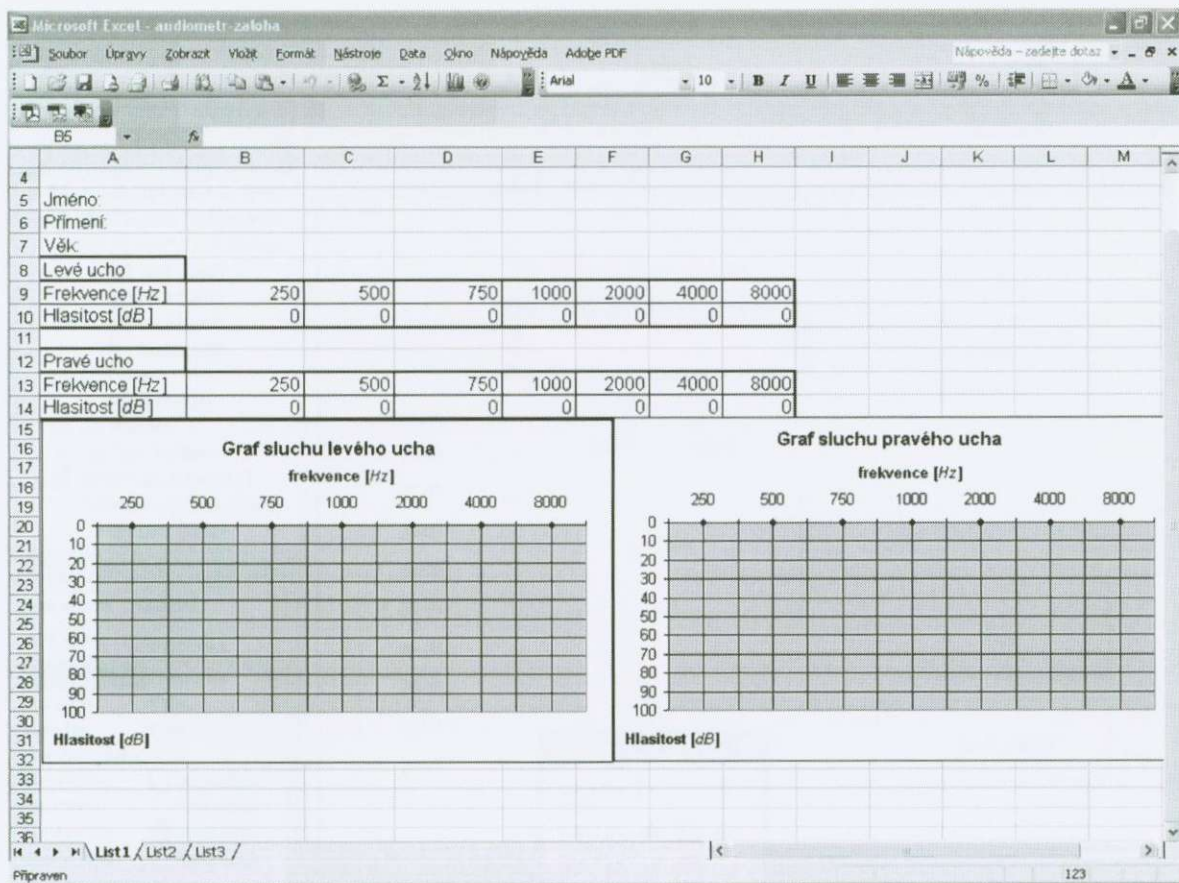 Microsoft Excel - audiometr-zaloha
Soubor Úpravy Zobrazit Vložit Formát Nástroje Data Okno Nápověda Adobe PDF Nápověda – zadejte dotaz
Arial 10 B I U %
B5 fx
A B C D E F G H I J K L M
4
5 Jméno:
6 Přímení:
7 Věk:
8 Levé ucho
9 Frekvence [Hz] 250 500 750 1000 2000 4000 8000
10 Hlasitost [dB] 0 0 0 0 0 0 0
11
12 Pravé ucho
13 Frekvence [Hz] 250 500 750 1000 2000 4000 8000
14 Hlasitost [dB] 0 0 0 0 0 0 0
15
16
17
18
19
20
21
22
23
24
25
26
27
28
29
30
31
32
33
34
35
36
Graf sluchu levého ucha
frekvence [Hz]
250 500 750 1000 2000 4000 8000
0
10
20
30
40
50
60
70
80
90
100
Hlasitost [dB]
Graf sluchu pravého ucha
frekvence [Hz]
250 500 750 1000 2000 4000 8000
0
10
20
30
40
50
60
70
80
90
100
Hlasitost [dB]
List1 / List2 / List3 /
Připraven 123